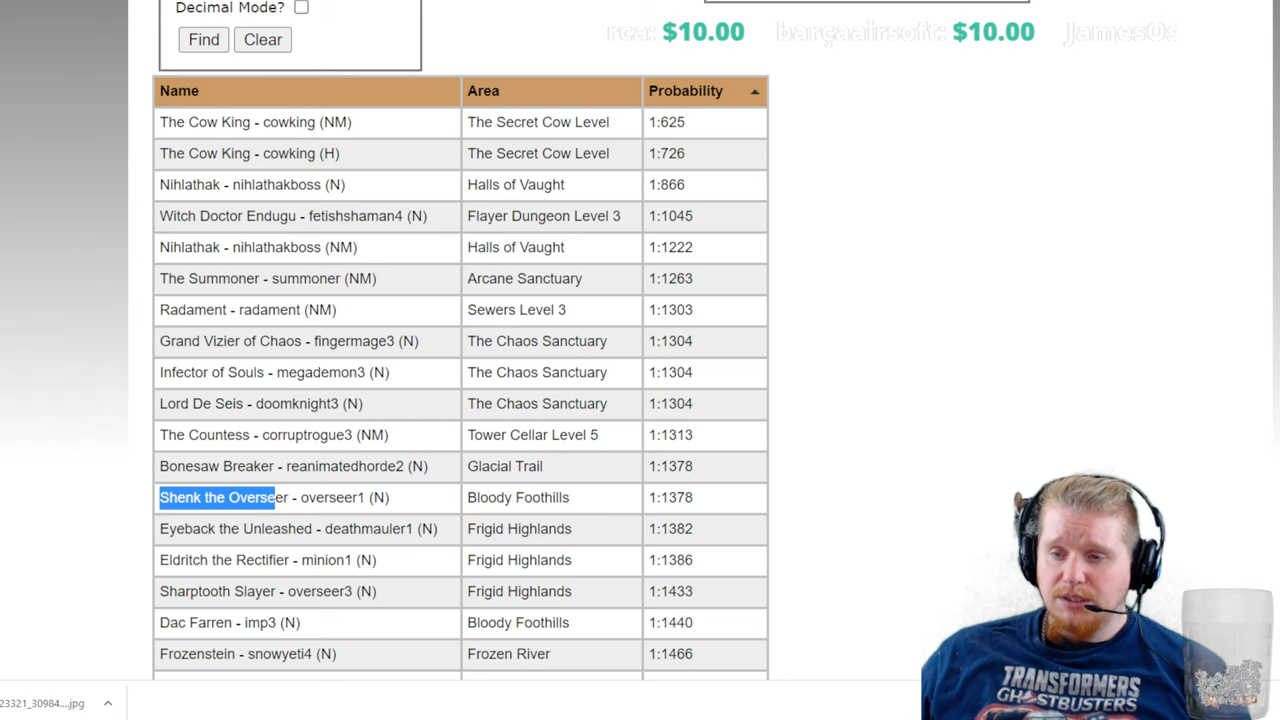 Decimal Mode?
Find Clear
rca: $10.00 barçaairsoft: $10.00 JamesOs
Name Area Probability
The Cow King - cowking (NM) The Secret Cow Level 1:625
The Cow King - cowking (H) The Secret Cow Level 1:726
Nihlathak - nihlathakboss (N) Halls of Vaught 1:866
Witch Doctor Endugu - fetishshaman4 (N) Flayer Dungeon Level 3 1:1045
Nihlathak - nihlathakboss (NM) Halls of Vaught 1:1222
The Summoner - summoner (NM) Arcane Sanctuary 1:1263
Radament - radament (NM) Sewers Level 3 1:1303
Grand Vizier of Chaos - fingermage3 (N) The Chaos Sanctuary 1:1304
Infector of Souls - megademon3 (N) The Chaos Sanctuary 1:1304
Lord De Seis - doomknight3 (N) The Chaos Sanctuary 1:1304
The Countess - corruptrogue3 (NM) Tower Cellar Level 5 1:1313
Bonesaw Breaker - reanimatedhorde2 (N) Glacial Trail 1:1378
Shenk the Overseer - overseer1 (N) Bloody Foothills 1:1378
Eyeback the Unleashed - deathmauler1 (N) Frigid Highlands 1:1382
Eldritch the Rectifier - minion1 (N) Frigid Highlands 1:1386
Sharptooth Slayer - overseer3 (N) Frigid Highlands 1:1433
Dac Farren - imp3 (N) Bloody Foothills 1:1440
Frozenstein - snowyeti4 (N) Frozen River 1:1466
23321_30984....jpg
TRANSFORMERS
GHOSTBUSTERS